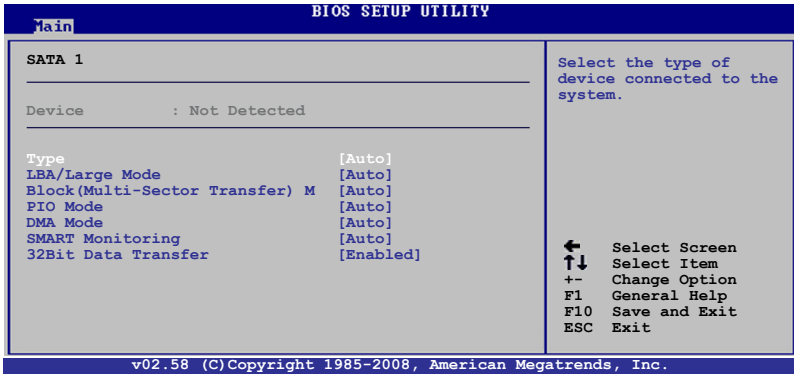 BIOS SETUP UTILITY
Main
SATA 1
Device : Not Detected
Type [Auto]
LBA/Large Mode [Auto]
Block(Multi-Sector Transfer) M [Auto]
PIO Mode [Auto]
DMA Mode [Auto]
SMART Monitoring [Auto]
32Bit Data Transfer [Enabled]
Select the type of
device connected to the
system.
← Select Screen
↑↓ Select Item
+- Change Option
F1 General Help
F10 Save and Exit
ESC Exit
v02.58 (C)Copyright 1985-2008, American Megatrends, Inc.